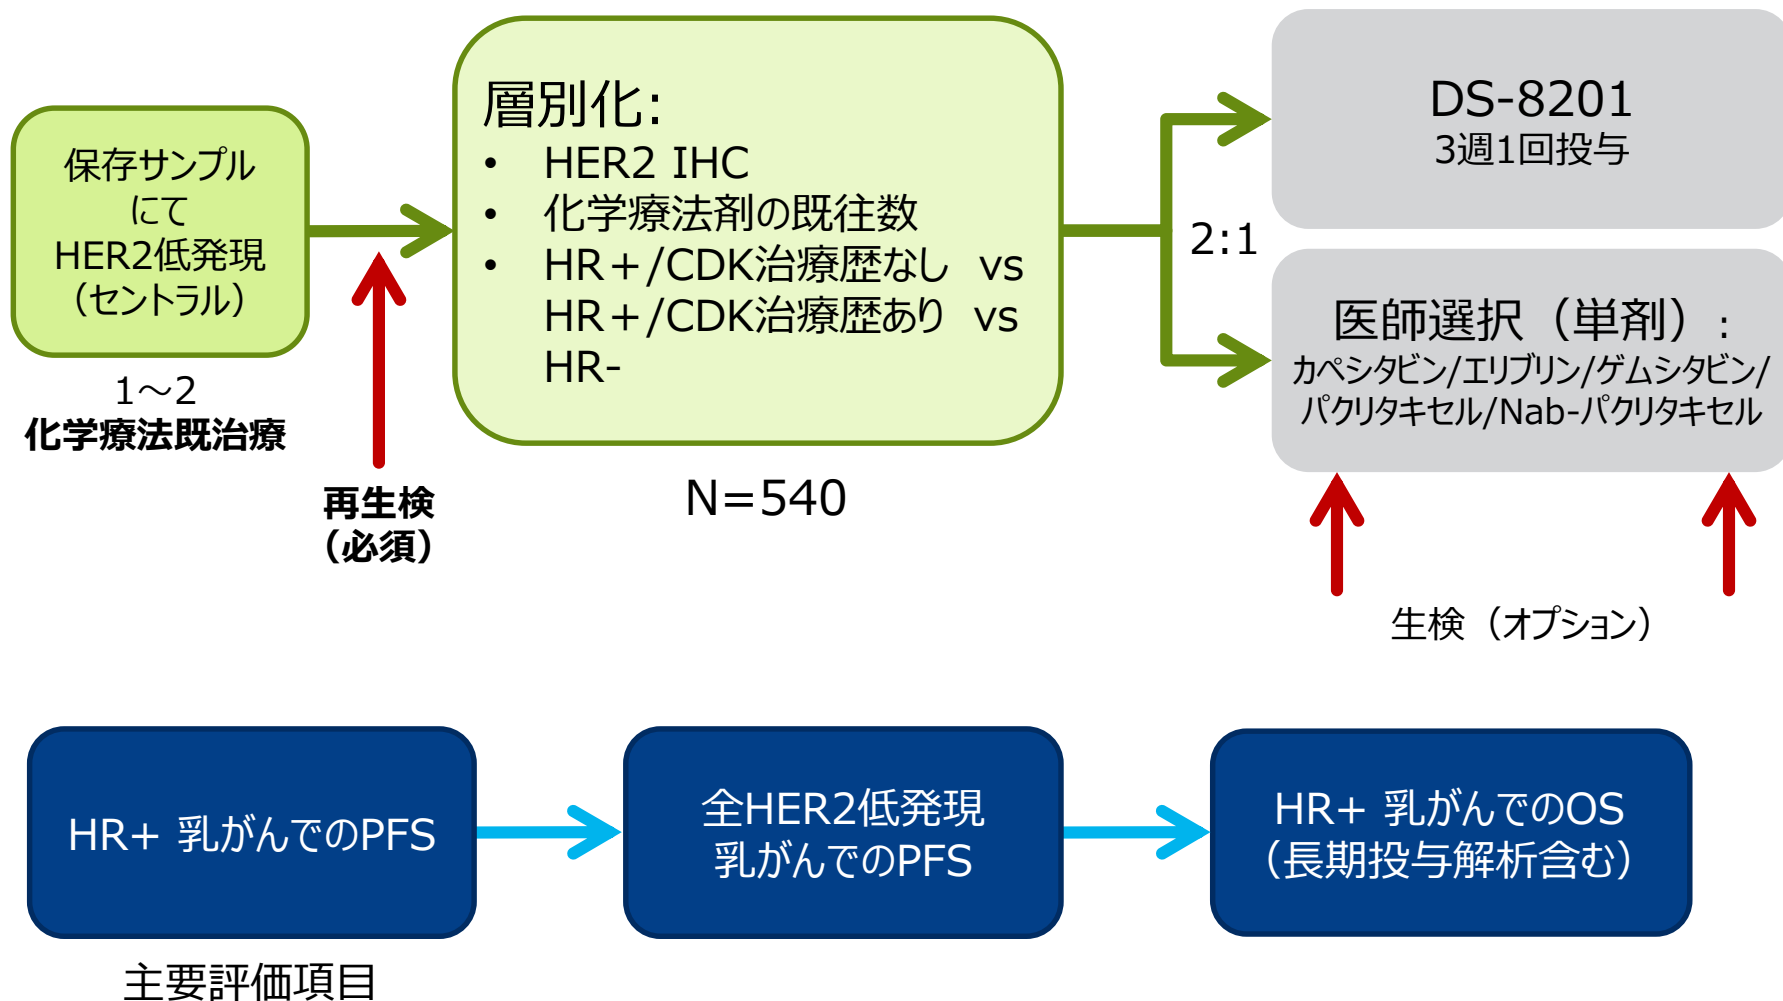 保存サンプル
にて
HER2低発現
（セントラル）
1～2
化学療法既治療
再生検
（必須）
層別化:
• HER2 IHC
• 化学療法剤の既往数
• HR＋/CDK治療歴なし vs
HR＋/CDK治療歴あり vs
HR-
N=540
2:1
DS-8201
3週1回投与
医師選択（単剤）:
カペシタビン/エリブリン/ゲムシタビン/
パクリタキセル/Nab-パクリタキセル
生検（オプション）
HR+ 乳がんでのPFS
全HER2低発現
乳がんでのPFS
HR+ 乳がんでのOS
（長期投与解析含む）
主要評価項目